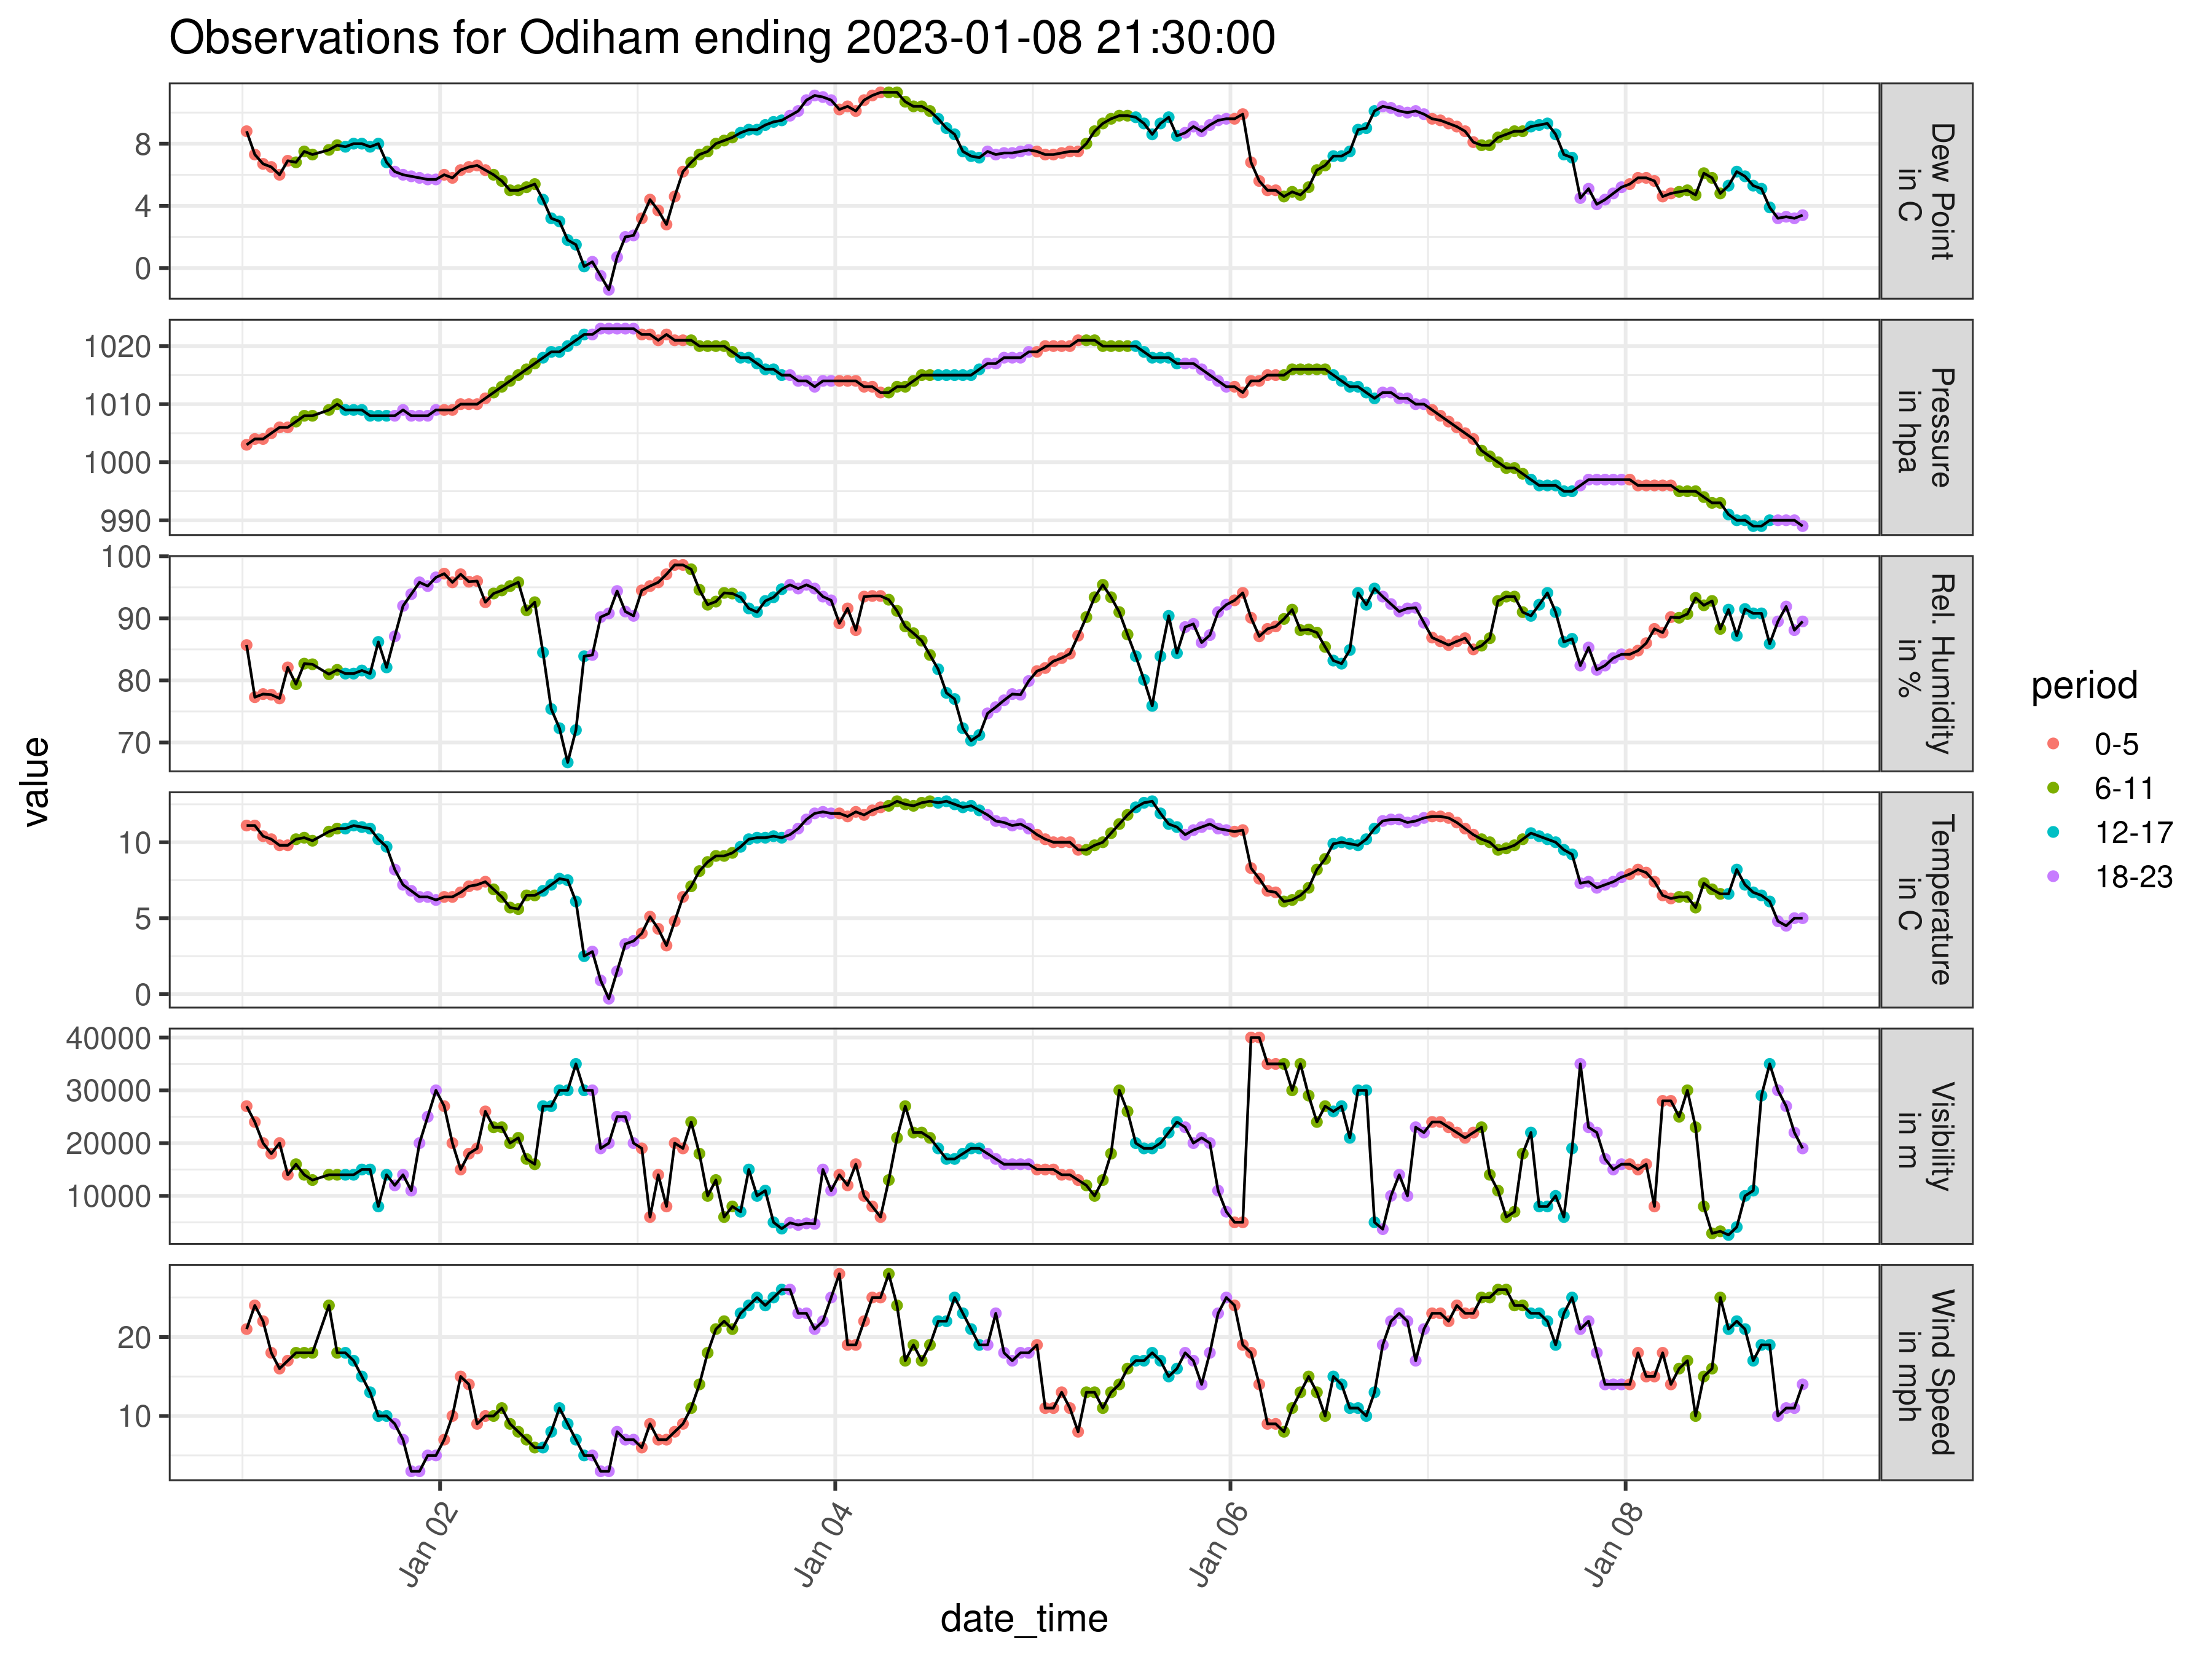 Observations for Odiham ending 2023-01-08 21:30:00
8
4
0
Dew Point
in C
1020
1010
1000
990
Pressure
in hpa
100
90
80
70
Rel. Humidity
in %
10
5
0
Temperature
in C
40000
30000
20000
10000
Visibility
in m
20
10
Wind Speed
in mph
value
Jan 02
Jan 04
Jan 06
Jan 08
date_time
period
0-5
6-11
12-17
18-23